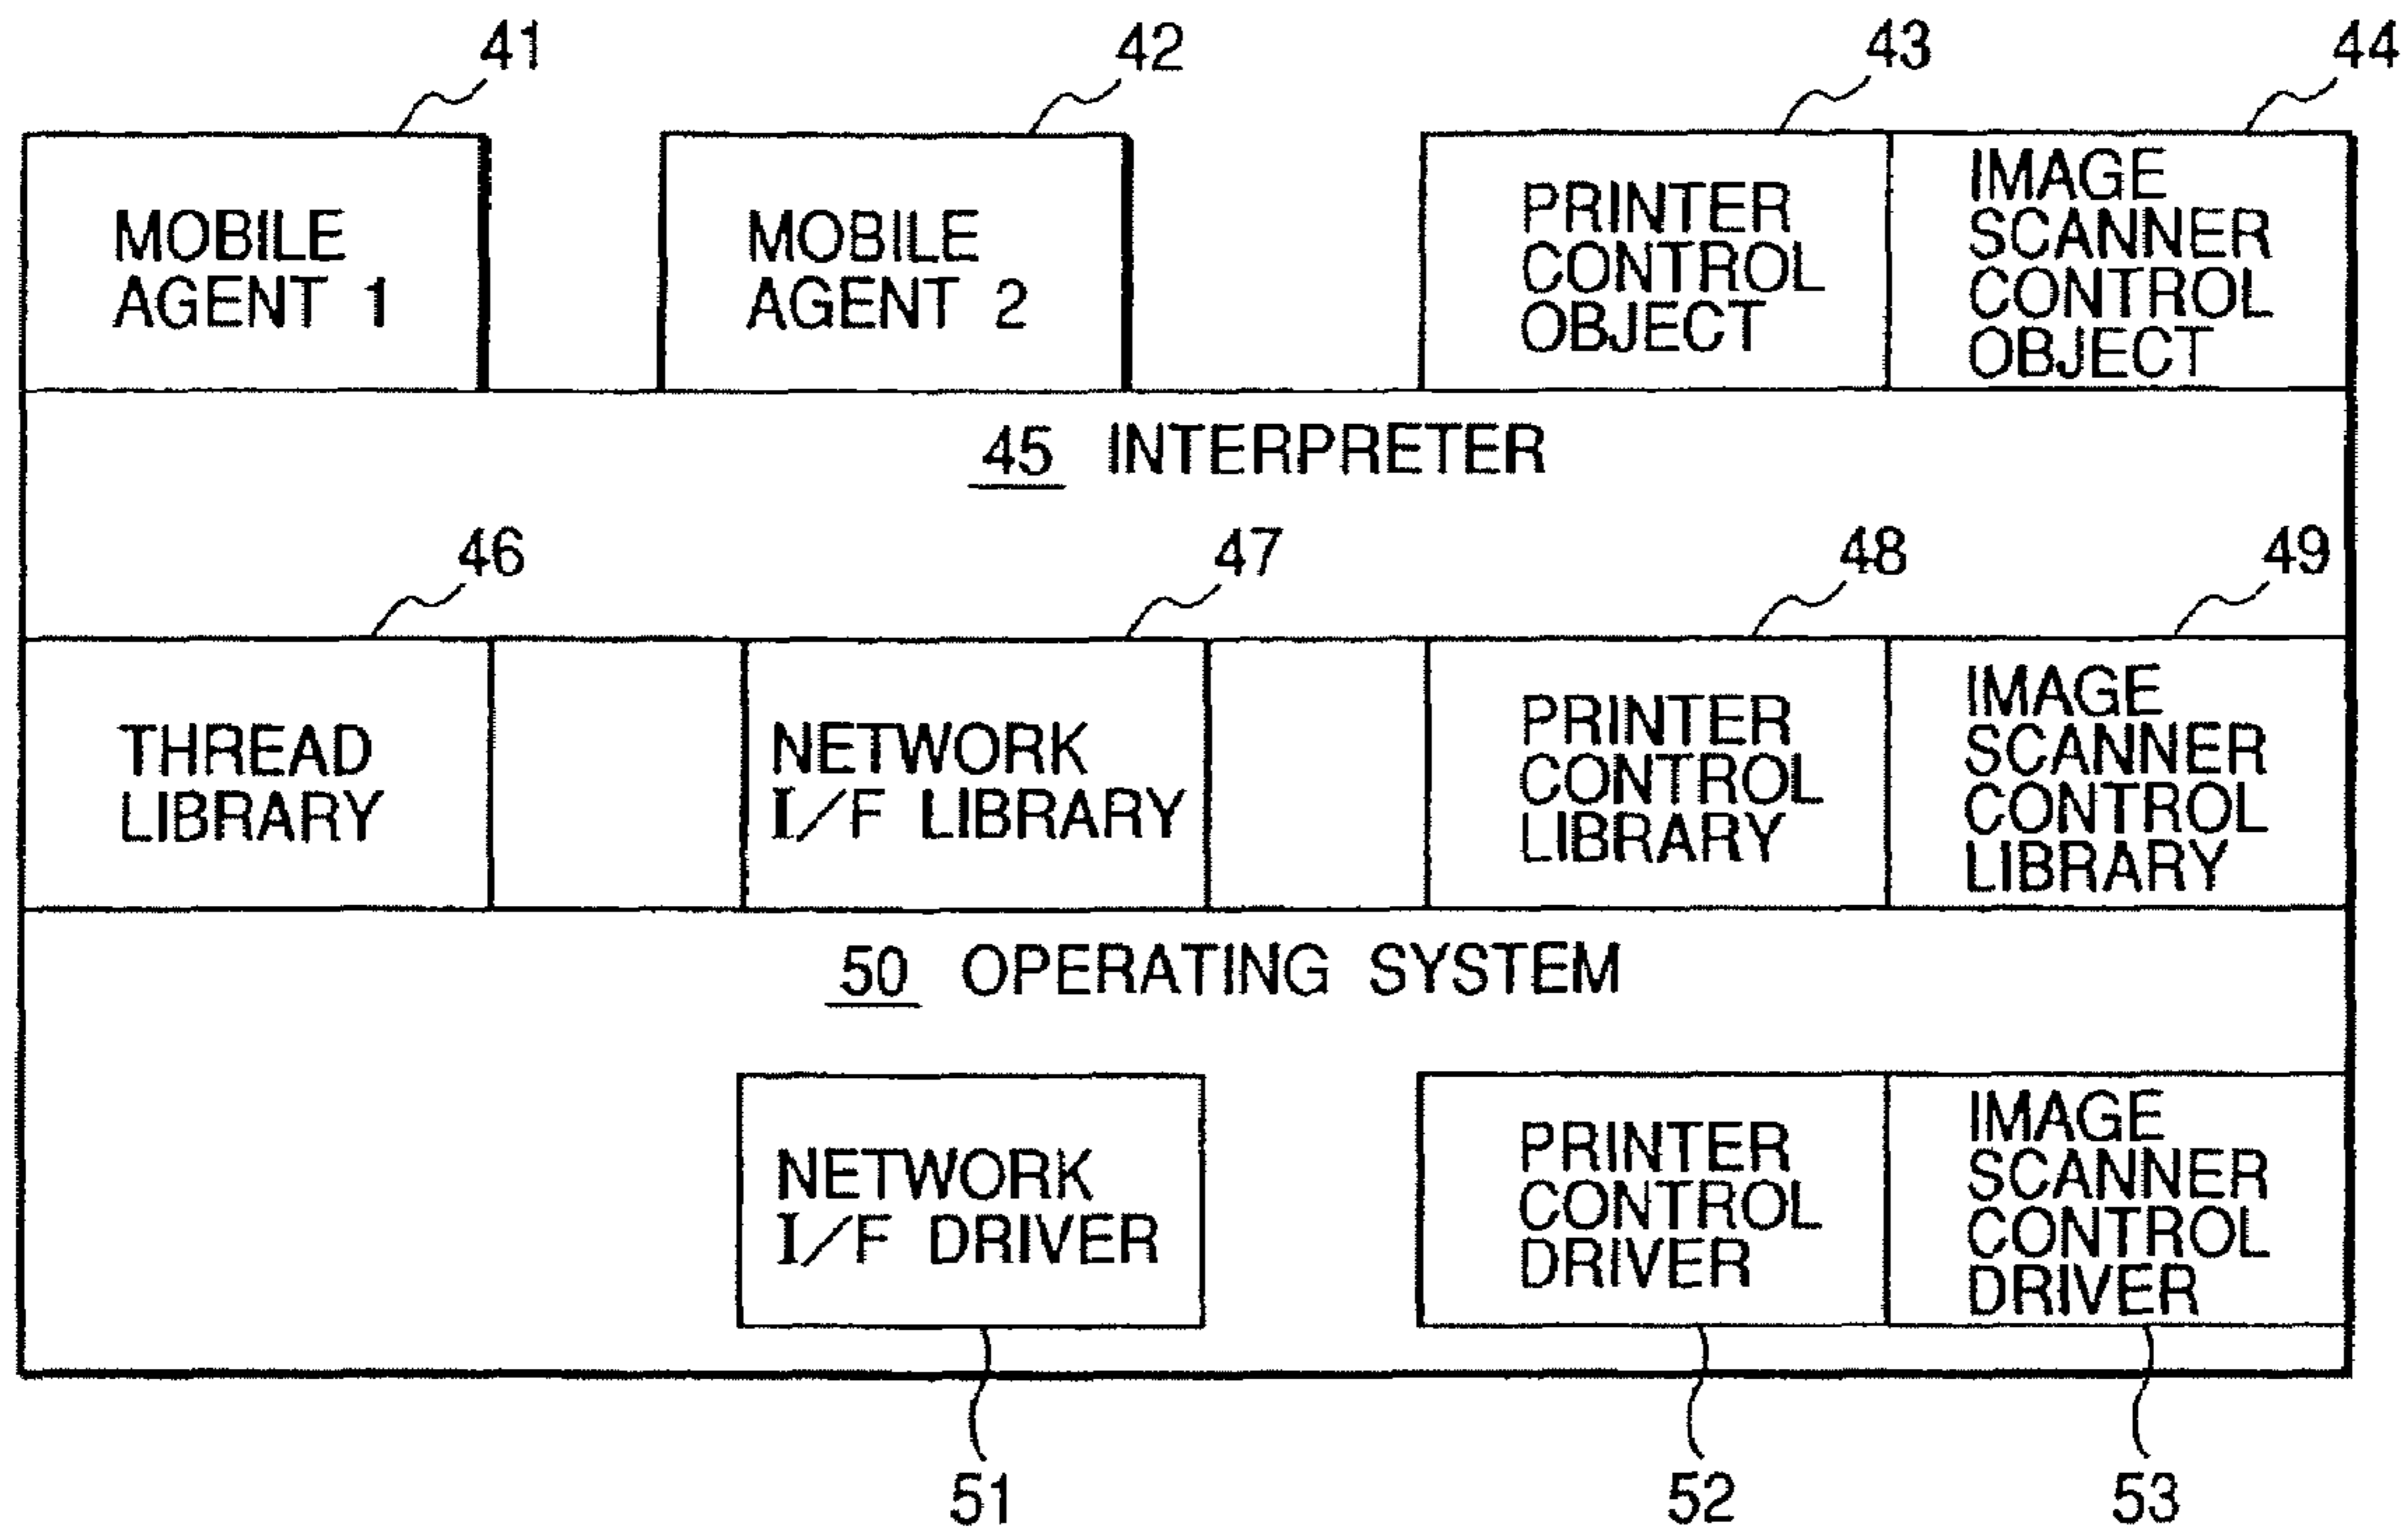 41
42
43
44
MOBILE
AGENT 1
MOBILE
AGENT 2
PRINTER
CONTROL
OBJECT
IMAGE
SCANNER
CONTROL
OBJECT
45 INTERPRETER
46
47
48
49
THREAD
LIBRARY
NETWORK
I/F LIBRARY
PRINTER
CONTROL
LIBRARY
IMAGE
SCANNER
CONTROL
LIBRARY
50 OPERATING SYSTEM
NETWORK
I/F DRIVER
PRINTER
CONTROL
DRIVER
IMAGE
SCANNER
CONTROL
DRIVER
51
52
53